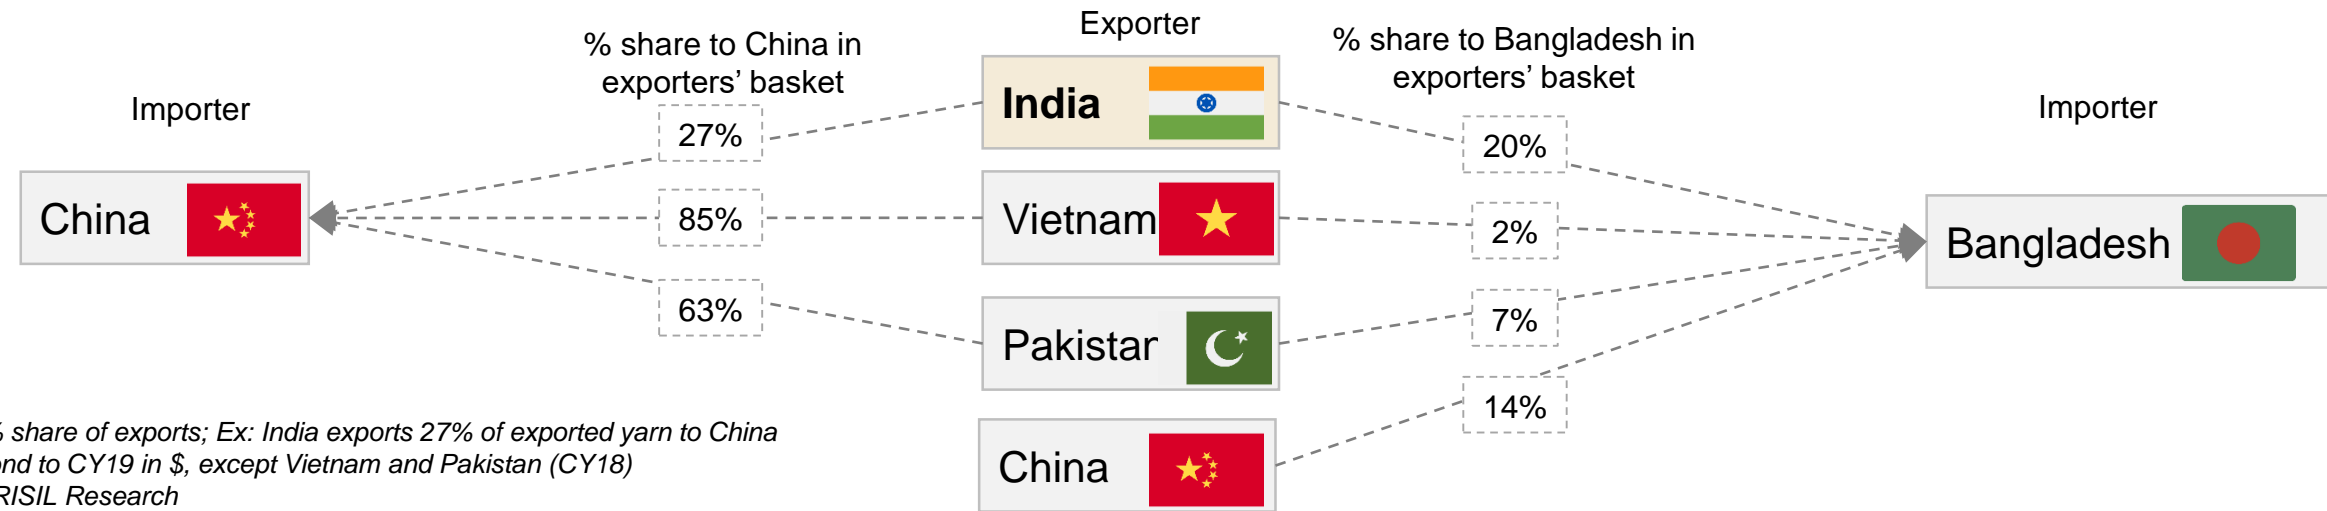 Exporter
% share to China in
exporters’ basket
% share to Bangladesh in
exporters’ basket
Importer
Importer
India
27%
20%
China
Vietnam
85%
2%
Bangladesh
Pakistan
63%
7%
China
14%
% share of exports; Ex: India exports 27% of exported yarn to China
ond to CY19 in $, except Vietnam and Pakistan (CY18)
RISIL Research